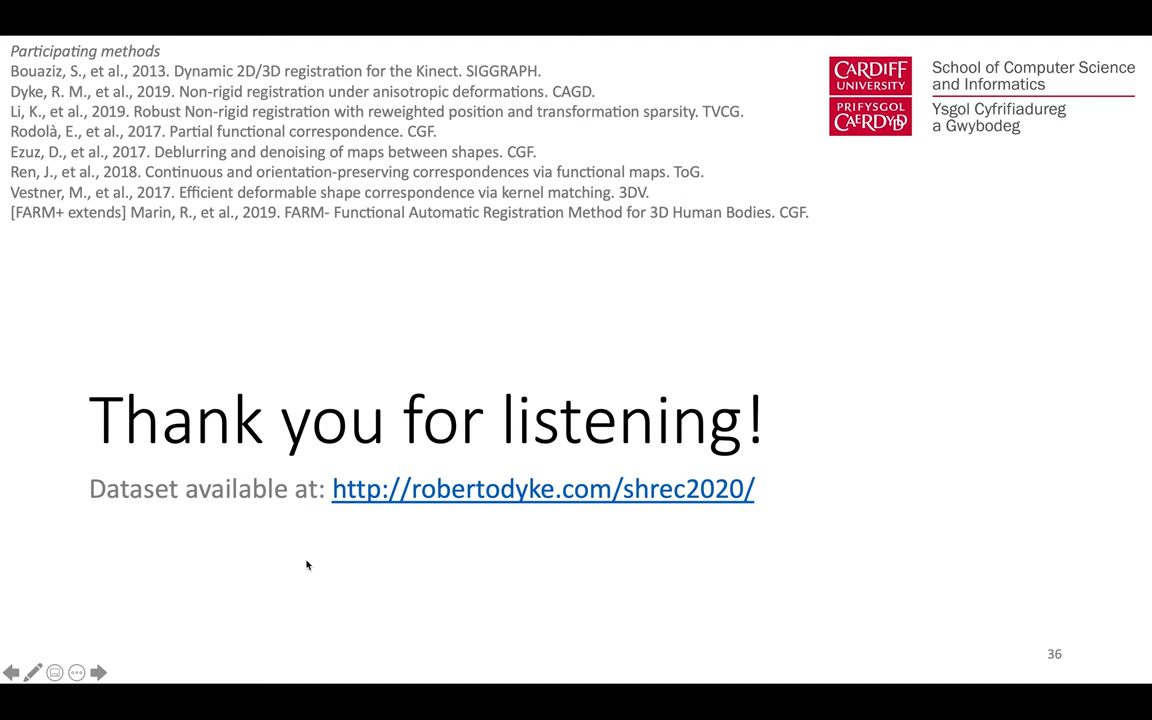 Participating methods
Bouaziz, S., et al., 2013. Dynamic 2D/3D registration for the Kinect. SIGGRAPH.
Dyke, R. M., et al., 2019. Non-rigid registration under anisotropic deformations. CAGD.
Li, K., et al., 2019. Robust Non-rigid registration with reweighted position and transformation sparsity. TVCG.
Rodolà, E., et al., 2017. Partial functional correspondence. CGF.
Ezuz, D., et al., 2017. Deblurring and denoising of maps between shapes. CGF.
Ren, J., et al., 2018. Continuous and orientation-preserving correspondences via functional maps. ToG.
Vestner, M., et al., 2017. Efficient deformable shape correspondence via kernel matching. 3DV.
[FARM+ extends] Marin, R., et al., 2019. FARM- Functional Automatic Registration Method for 3D Human Bodies. CGF.
CARDIFF
UNIVERSITY
PRIFYSGOL
CAERDYDD
School of Computer Science
and Informatics
Ysgol Cyfrifiadureg
a Gwybodeg
Thank you for listening!
Dataset available at: http://robertodyke.com/shrec2020/
36